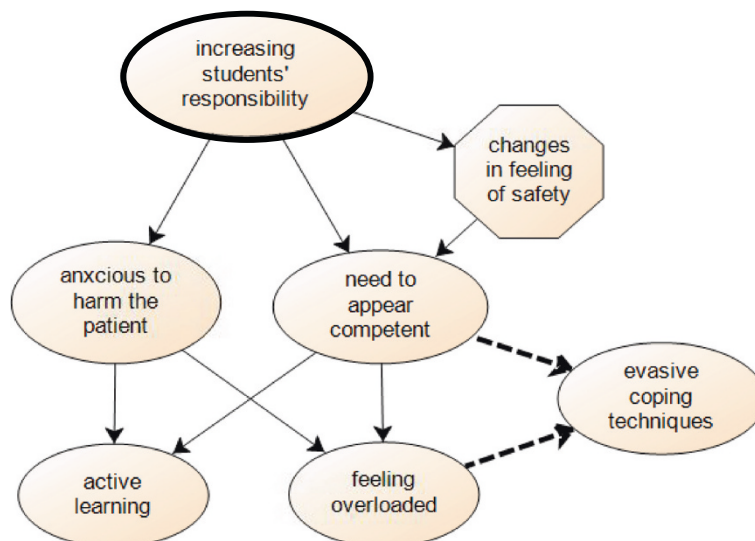 increasing
students'
responsibility
changes
in feeling
of safety
anxcious to
harm the
patient
need to
appear
competent
evasive
coping
techniques
active
learning
feeling
overloaded